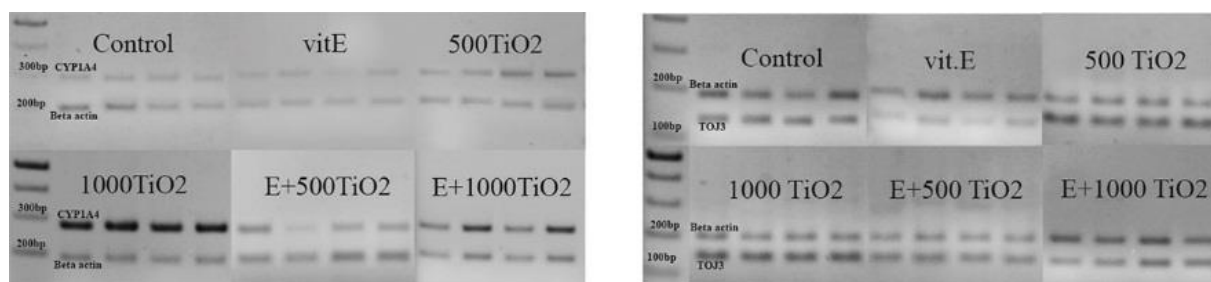 Control vitE 500TiO2
300bp CYP1A4
200bp
Beta actin
1000TiO2 E+500TiO2 E+1000TiO2
300bp CYP1A4
200bp
Beta actin
Control vit.E 500 TiO2
200bp Beta actin
100bp TOJ3
1000 TiO2 E+500 TiO2 E+1000 TiO2
200bp Beta actin
100bp TOJ3